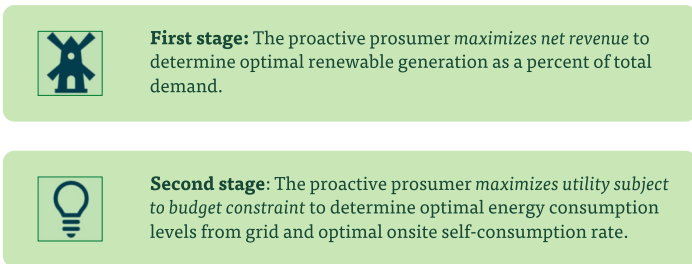 First stage: The proactive prosumer maximizes net revenue to
determine optimal renewable generation as a percent of total
demand.
Second stage: The proactive prosumer maximizes utility subject
to budget constraint to determine optimal energy consumption
levels from grid and optimal onsite self-consumption rate.